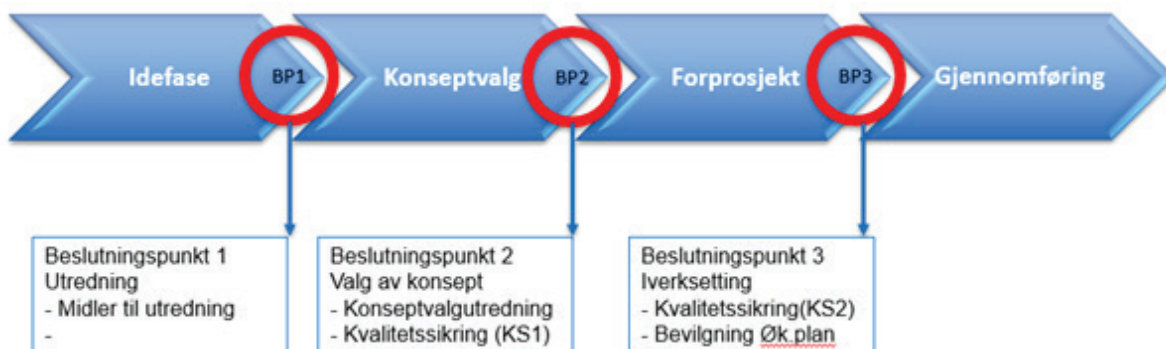 Idefase
BP1
Konseptvalg
BP2
Forprosjekt
BP3
Gjennomføring
Beslutningspunkt 1
Utredning
- Midler til utredning
-
Beslutningspunkt 2
Valg av konsept
- Konseptvalgutredning
- Kvalitetssikring (KS1)
Beslutningspunkt 3
Iverksetting
- Kvalitetssikring(KS2)
- Bevilgning Øk.plan